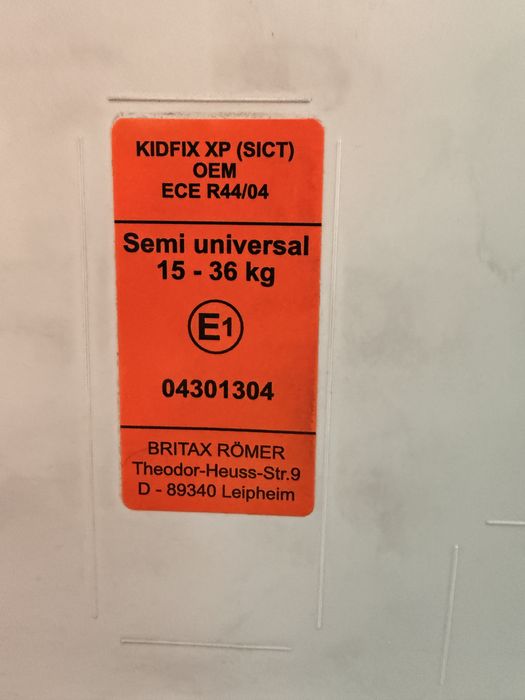 KIDFIX XP (SICT)
OEM
ECE R44/04
Semi universal
15 - 36 kg
E1
04301304
BRITAX RÖMER
Theodor-Heuss-Str.9
D - 89340 Leipheim